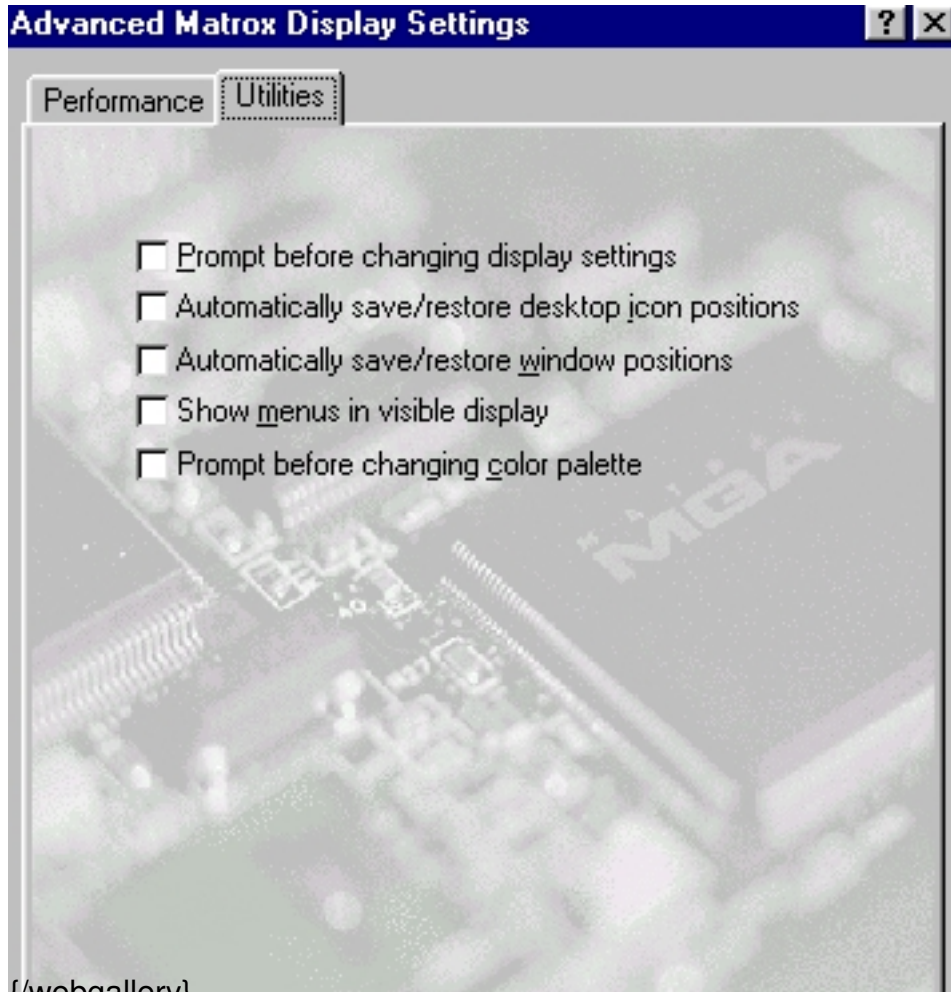 Advanced Matrox Display Settings
Performance
Utilities
Prompt before changing display settings
Automatically save/restore desktop icon positions
Automatically save/restore window positions
Show menus in visible display
Prompt before changing color palette
MGA
{/webgallery}